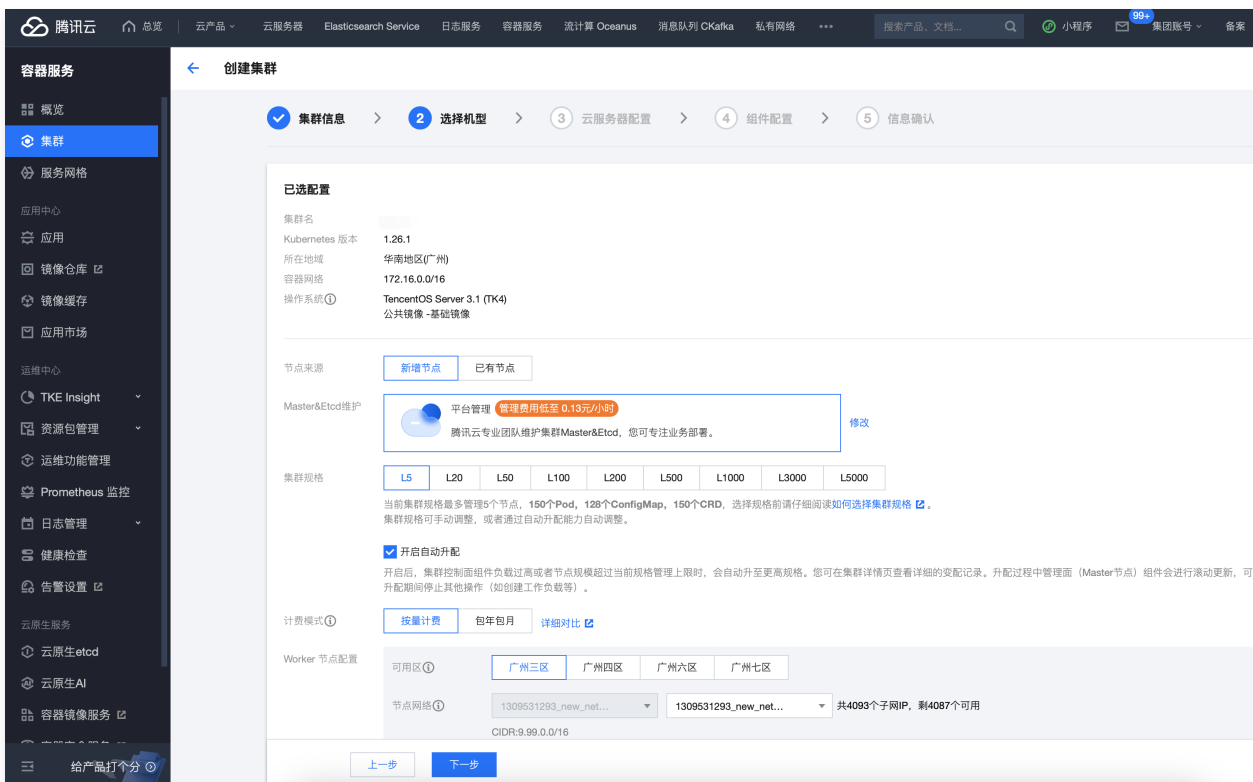 腾讯云 总览 云产品 云服务器 Elasticsearch Service 日志服务 容器服务 流计算 Oceanus 消息队列 CKafka 私有网络 ••• 搜索产品、文档... 小程序 99+ 集团账号 备案
容器服务
创建集群
概览
集群
服务网格
应用中心
应用
镜像仓库
镜像缓存
应用市场
运维中心
TKE Insight
资源包管理
运维功能管理
Prometheus 监控
日志管理
健康检查
告警设置
云原生服务
云原生etcd
云原生AI
容器镜像服务
给产品打个分
集群信息 > 2 选择机型 > 3 云服务器配置 > 4 组件配置 > 5 信息确认
已选配置
集群名
Kubernetes 版本 1.26.1
所在地域 华南地区(广州)
容器网络 172.16.0.0/16
操作系统 TencentOS Server 3.1 (TK4)
公共镜像 -基础镜像
节点来源 新增节点 已有节点
Master&Etcd维护 平台管理 管理费用低至 0.13元/小时
腾讯云专业团队维护集群Master&Etcd，您可专注业务部署。
修改
集群规格 L5 L20 L50 L100 L200 L500 L1000 L3000 L5000
当前集群规格最多管理5个节点，150个Pod，128个ConfigMap，150个CRD，选择规格前请仔细阅读如何选择集群规格 。
集群规格可手动调整，或者通过自动升配能力自动调整。
开启自动升配
开启后，集群控制面组件负载过高或者节点规模超过当前规格管理上限时，会自动升至更高规格。您可在集群详情页查看详细的变配记录。升配过程中管理面（Master节点）组件会进行滚动更新，可
升配期间停止其他操作（如创建工作负载等）。
计费模式 按量计费 包年包月 详细对比
Worker 节点配置 可用区 广州三区 广州四区 广州六区 广州七区
节点网络 1309531293_new_net... 1309531293_new_net... 共4093个子网IP，剩4087个可用
CIDR:9.99.0.0/16
上一步 下一步